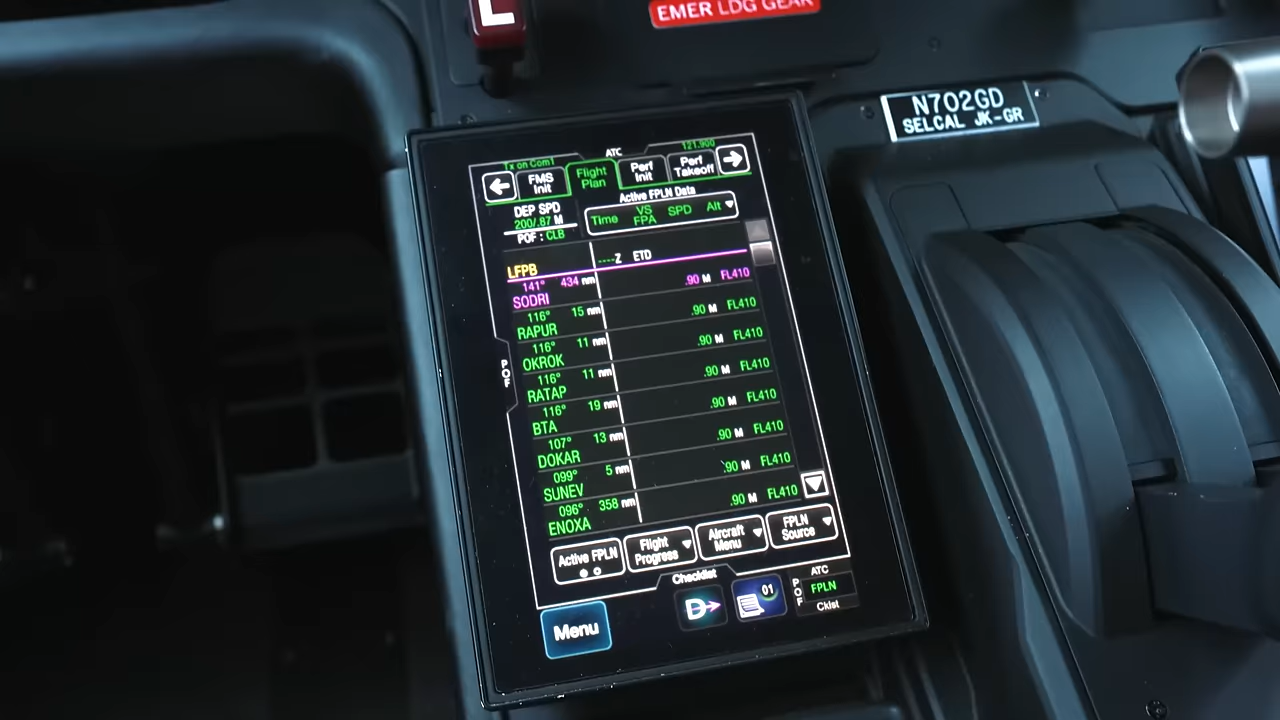 L
EMER LDG GEAR
N702GD
SELCAL JK-GR
Tx on Com1
ATC
121.900
FMS Init
Flight Plan
Perf Init
Perf Takeoff
DEP SPD
200/.87 M
POF : CLB
Active FPLN Data
Time VS FPA SPD Alt
LFPB ----Z ETD
141° 434 nm .90 M FL410
SODRI
116° 15 nm .90 M FL410
RAPUR
116° 11 nm .90 M FL410
OKROK
116° 11 nm .90 M FL410
RATAP
116° 19 nm .90 M FL410
BTA
107° 13 nm .90 M FL410
DOKAR
099° 5 nm .90 M FL410
SUNEV
096° 358 nm .90 M FL410
ENOXA
POF
Active FPLN
Flight Progress
Aircraft Menu
FPLN Source
Menu
Checklist
D
01
POF
ATC
FPLN
Cklst